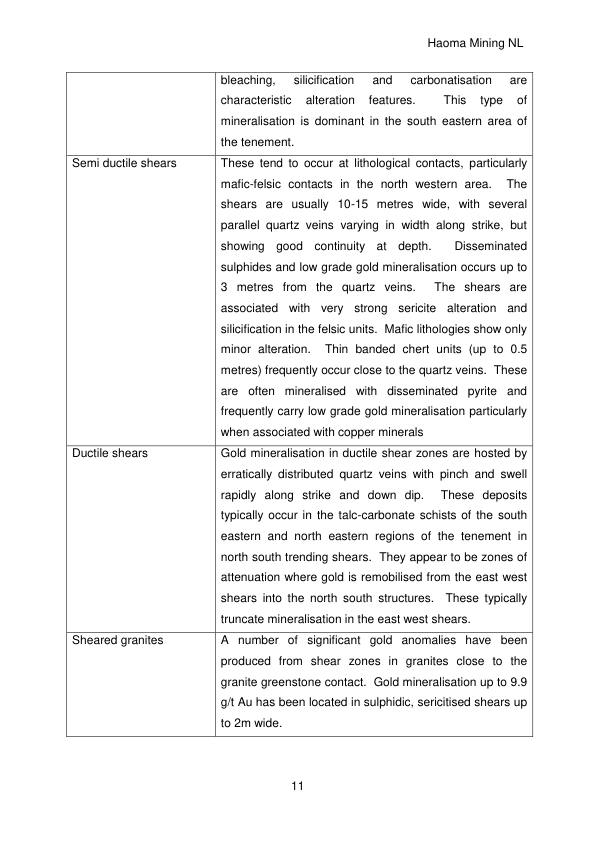 Haoma Mining NL
bleaching, silicification and carbonatisation are
characteristic alteration features. This type of
mineralisation is dominant in the south eastern area of
the tenement.
Semi ductile shears
These tend to occur at lithological contacts, particularly
mafic-felsic contacts in the north western area. The
shears are usually 10-15 metres wide, with several
parallel quartz veins varying in width along strike, but
showing good continuity at depth. Disseminated
sulphides and low grade gold mineralisation occurs up to
3 metres from the quartz veins. The shears are
associated with very strong sericite alteration and
silicification in the felsic units. Mafic lithologies show only
minor alteration. Thin banded chert units (up to 0.5
metres) frequently occur close to the quartz veins. These
are often mineralised with disseminated pyrite and
frequently carry low grade gold mineralisation particularly
when associated with copper minerals
Ductile shears
Gold mineralisation in ductile shear zones are hosted by
erratically distributed quartz veins with pinch and swell
rapidly along strike and down dip. These deposits
typically occur in the talc-carbonate schists of the south
eastern and north eastern regions of the tenement in
north south trending shears. They appear to be zones of
attenuation where gold is remobilised from the east west
shears into the north south structures. These typically
truncate mineralisation in the east west shears.
Sheared granites
A number of significant gold anomalies have been
produced from shear zones in granites close to the
granite greenstone contact. Gold mineralisation up to 9.9
g/t Au has been located in sulphidic, sericitised shears up
to 2m wide.
11